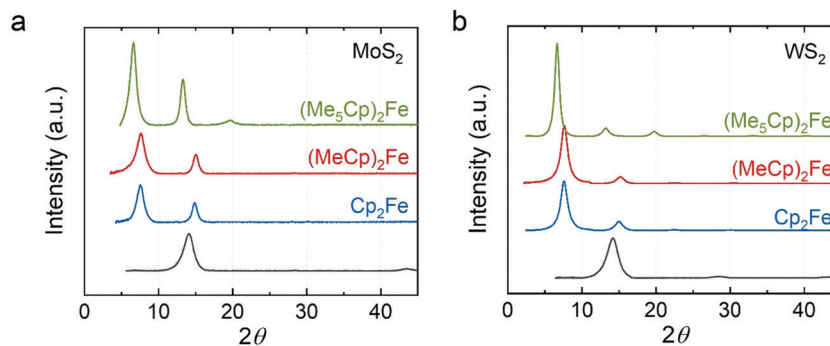 a
MoS₂
(Me₅Cp)₂Fe
(MeCp)₂Fe
Cp₂Fe
Intensity (a.u.)
0 10 20 30 40
2θ
b
WS₂
(Me₅Cp)₂Fe
(MeCp)₂Fe
Cp₂Fe
Intensity (a.u.)
0 10 20 30 40
2θ